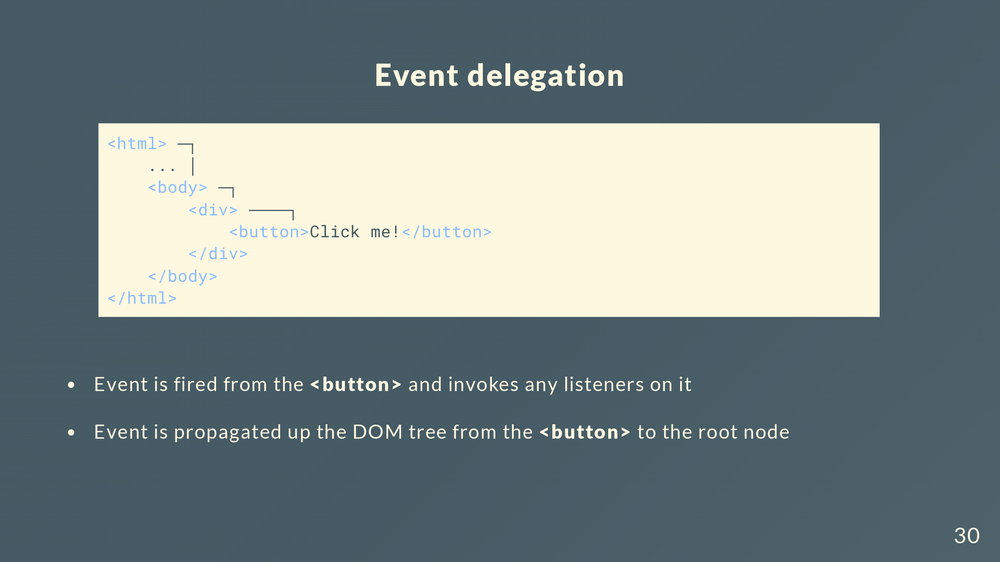 Event delegation
<html> ─┐
    ... │
    <body> ─┐
        <div> ────┐
            <button>Click me!</button>
        </div>
    </body>
</html>
• Event is fired from the <button> and invokes any listeners on it
• Event is propagated up the DOM tree from the <button> to the root node
30